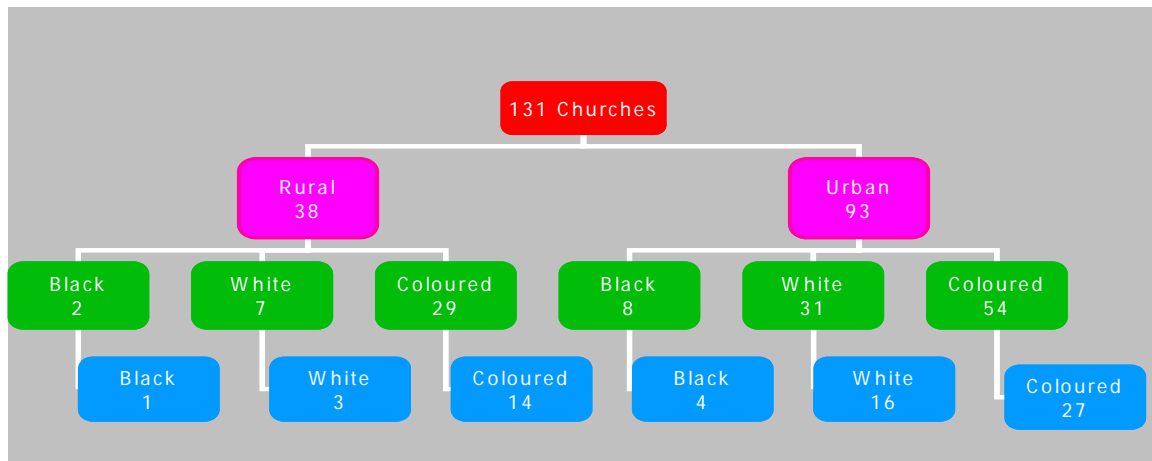 131 Churches
Rural
38
Urban
93
Black
2
White
7
Coloured
29
Black
8
White
31
Coloured
54
Black
1
White
3
Coloured
14
Black
4
White
16
Coloured
27